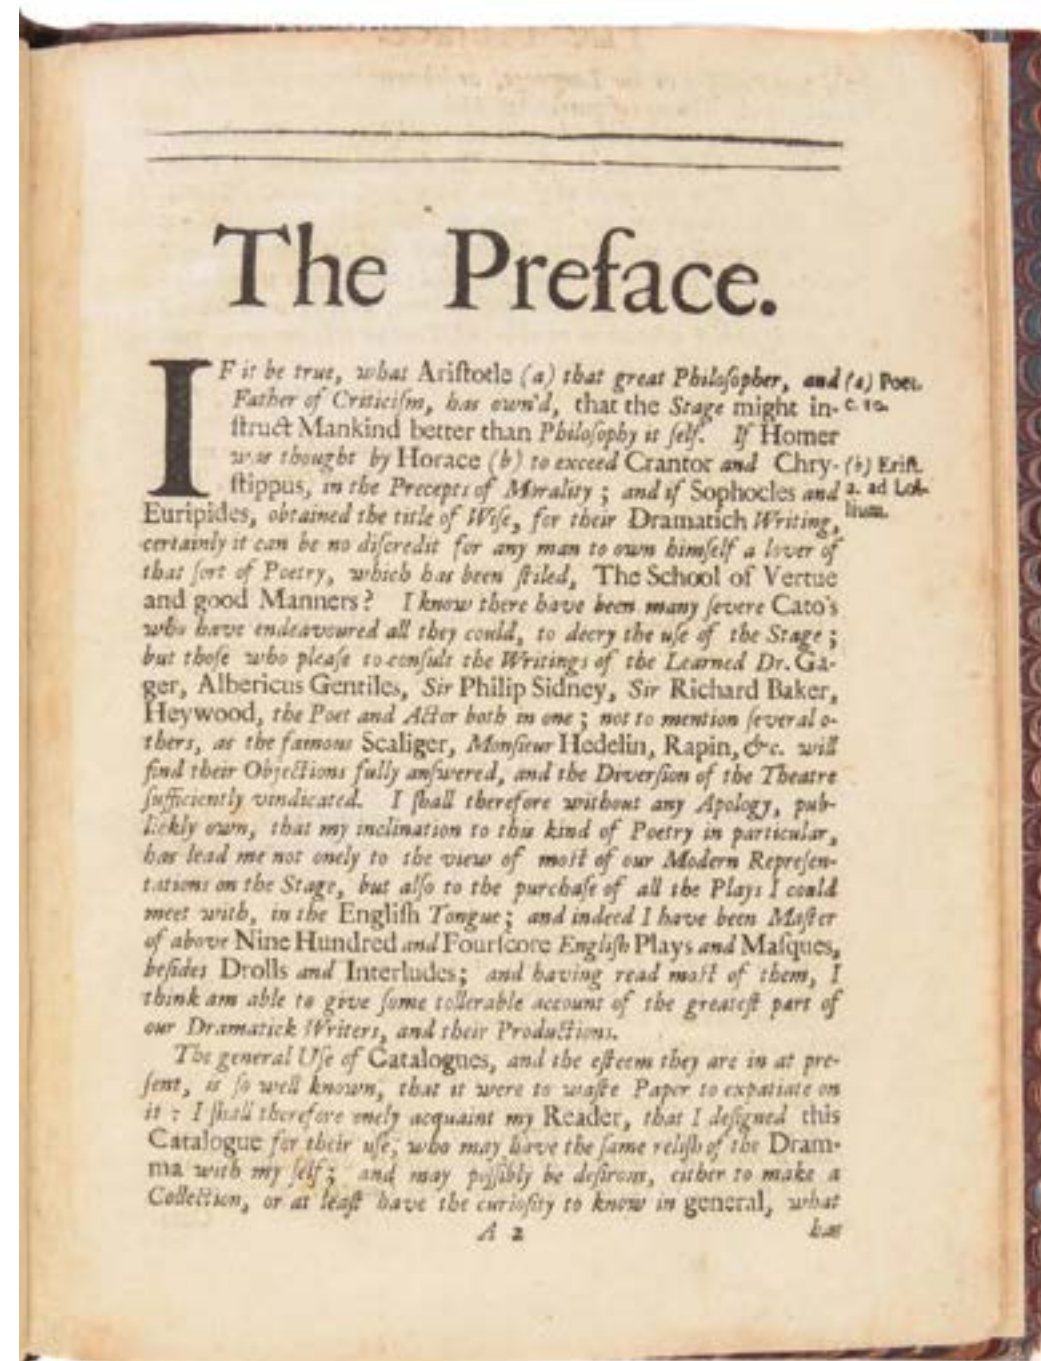 The Preface.
IF it be true, what Ariſtotle (a) that great Philoſopher, and
Father of Criticiſm, has own'd, that the Stage might in-
ſtruct Mankind better than Philoſophy it ſelf. If Homer
was thought by Horace (b) to exceed Crantor and Chry-
ſtippus, in the Precepts of Morality; and if Sophocles and
Euripides, obtained the title of Wiſe, for their Dramatich Writing,
certainly it can be no diſcredit for any man to own himſelf a lover of
that ſort of Poetry, which has been ſtiled, The School of Vertue
and good Manners? I know there have been many ſevere Cato's
who have endeavoured all they could, to decry the uſe of the Stage;
but thoſe who pleaſe to conſult the Writings of the Learned Dr. Ga-
ger, Albericus Gentiles, Sir Philip Sidney, Sir Richard Baker,
Heywood, the Poet and Actor both in one; not to mention ſeveral o-
thers, as the famous Scaliger, Monſieur Hedelin, Rapin, &c. will
find their Objections fully anſwered, and the Diverſion of the Theatre
ſufficiently vindicated. I ſhall therefore without any Apology, pub-
lickly own, that my inclination to this kind of Poetry in particular,
has lead me not onely to the view of moſt of our Modern Repreſen-
tations on the Stage, but alſo to the purchaſe of all the Plays I could
meet with, in the Engliſh Tongue; and indeed I have been Maſter
of above Nine Hundred and Fourſcore Engliſh Plays and Maſques,
beſides Drolls and Interludes; and having read moſt of them, I
think am able to give ſome tollerable account of the greateſt part of
our Dramatick Writers, and their Productions.
The general Uſe of Catalogues, and the eſteem they are in at pre-
ſent, is ſo well known, that it were to waſte Paper to expatiate on
it: I ſhall therefore onely acquaint my Reader, that I deſigned this
Catalogue for their uſe, who may have the ſame reliſh of the Dram-
ma with my ſelf; and may poſſibly be deſirous, either to make a
Collection, or at leaſt have the curioſity to know in general, what
A 2 has
(a) Poet.
c. 10.
(b) Epiſt.
2. ad Lol-
lium.